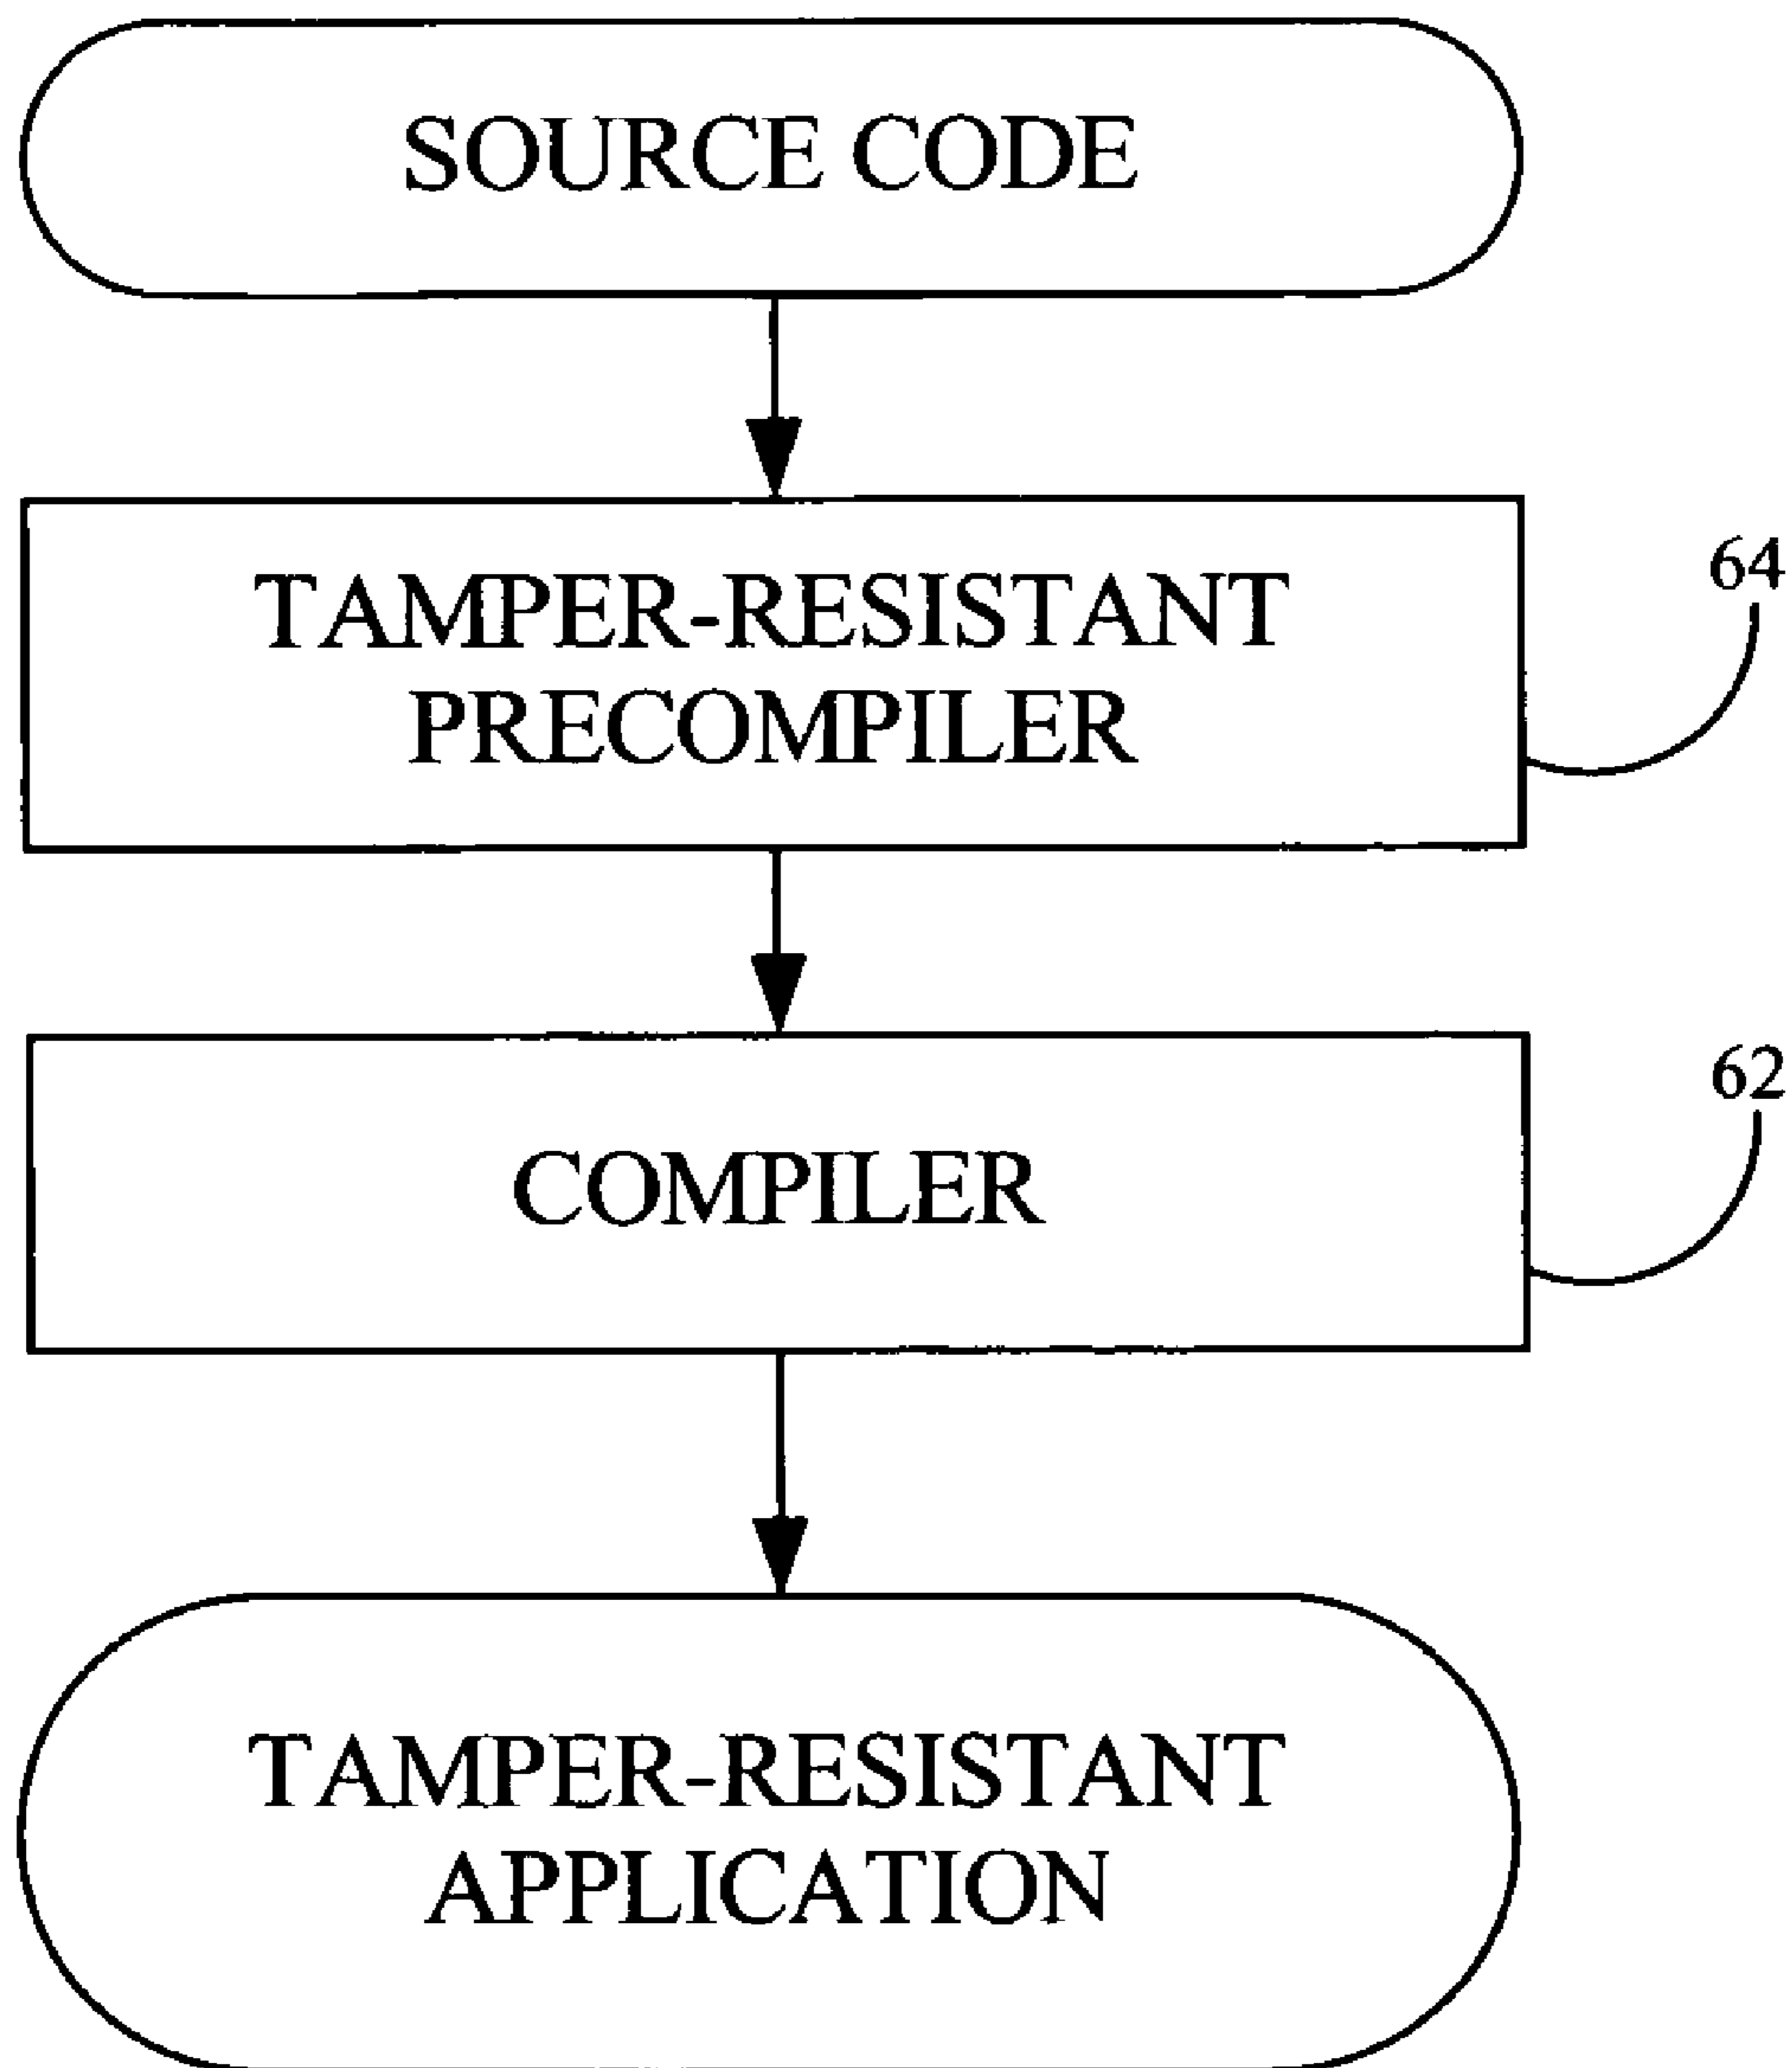 SOURCE CODE
TAMPER-RESISTANT
PRECOMPILER
64
COMPILER
62
TAMPER-RESISTANT
APPLICATION